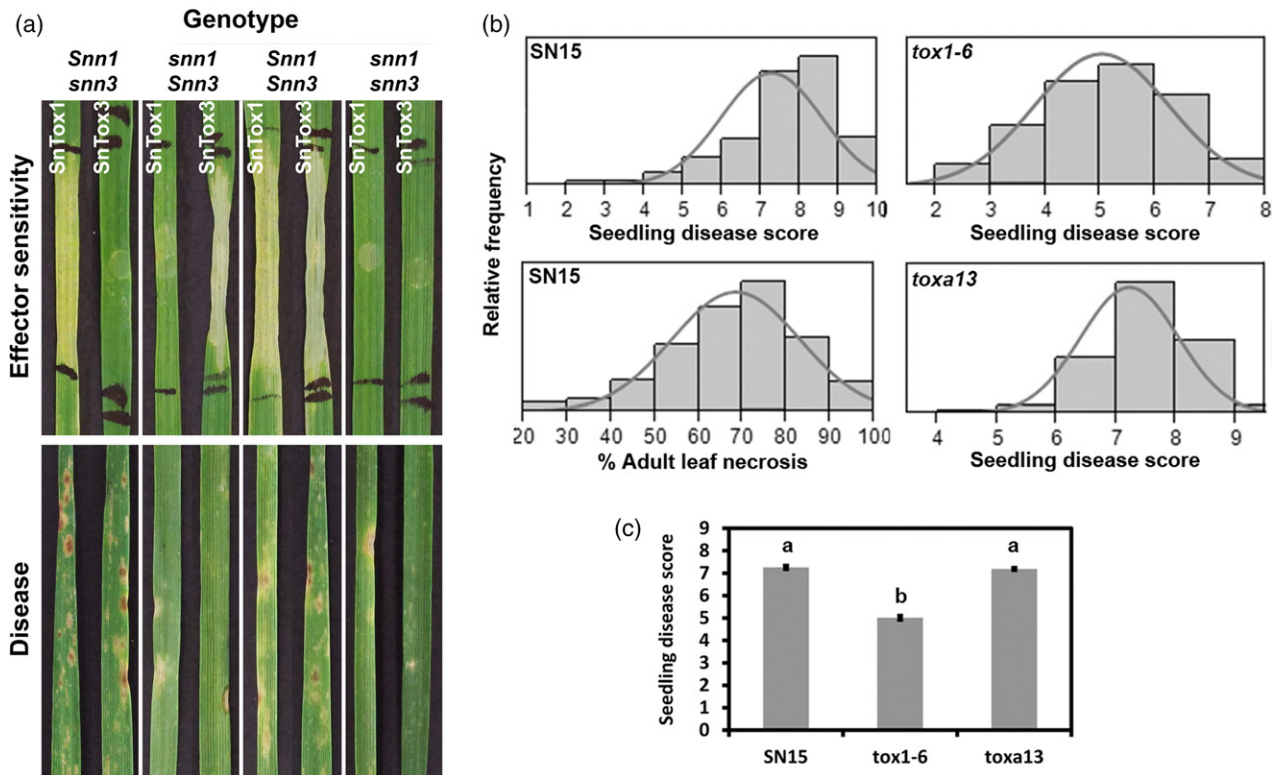 (a)
Genotype
Snn1 snn1 Snn1 snn1
snn3 Snn3 Snn3 snn3
SnTox1 SnTox3 SnTox1 SnTox3 SnTox1 SnTox3 SnTox1 SnTox3
Effector sensitivity
Disease
(b)
Relative frequency
SN15
1 2 3 4 5 6 7 8 9 10
Seedling disease score
tox1-6
2 3 4 5 6 7 8
Seedling disease score
SN15
20 30 40 50 60 70 80 90 100
% Adult leaf necrosis
toxa13
4 5 6 7 8 9
Seedling disease score
(c)
Seedling disease score
9
8
7
6
5
4
3
2
1
0
a b a
SN15 tox1-6 toxa13